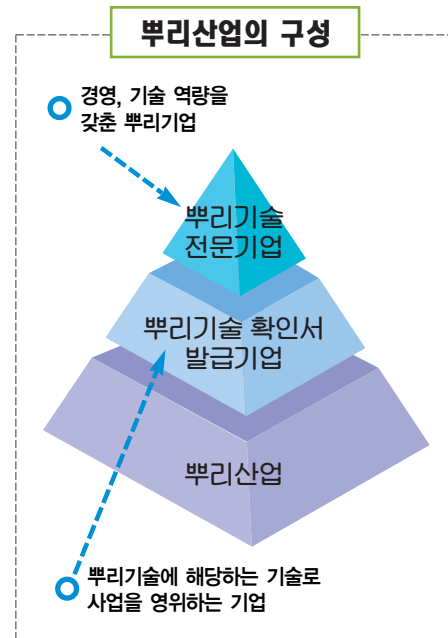 뿌리산업의 구성
경영, 기술 역량을
갖춘 뿌리기업
뿌리기술
전문기업
뿌리기술 확인서
발급기업
뿌리산업
뿌리기술에 해당하는 기술로
사업을 영위하는 기업